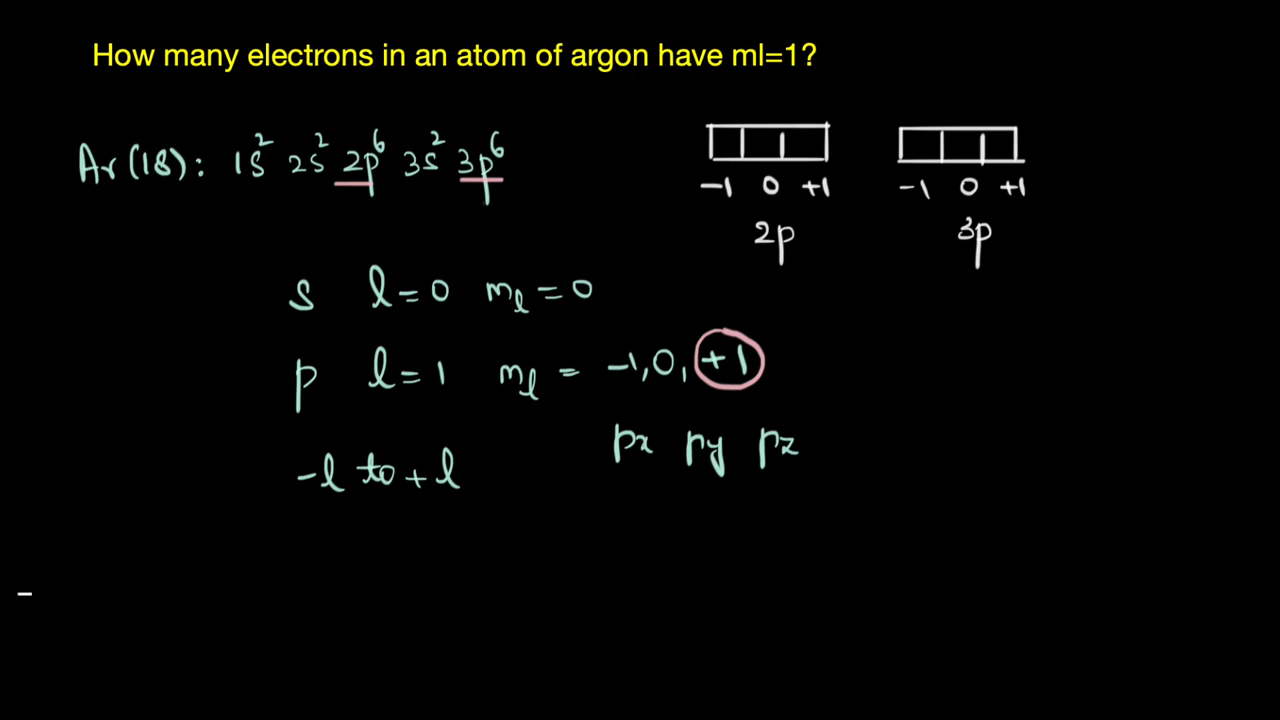 How many electrons in an atom of argon have ml=1?
Ar(18): 1s² 2s² 2p⁶ 3s² 3p⁶
-1 0 +1
2p
-1 0 +1
3p
s l=0 mₗ=0
p l=1 mₗ = -1,0,+1
px py pz
-l to +l